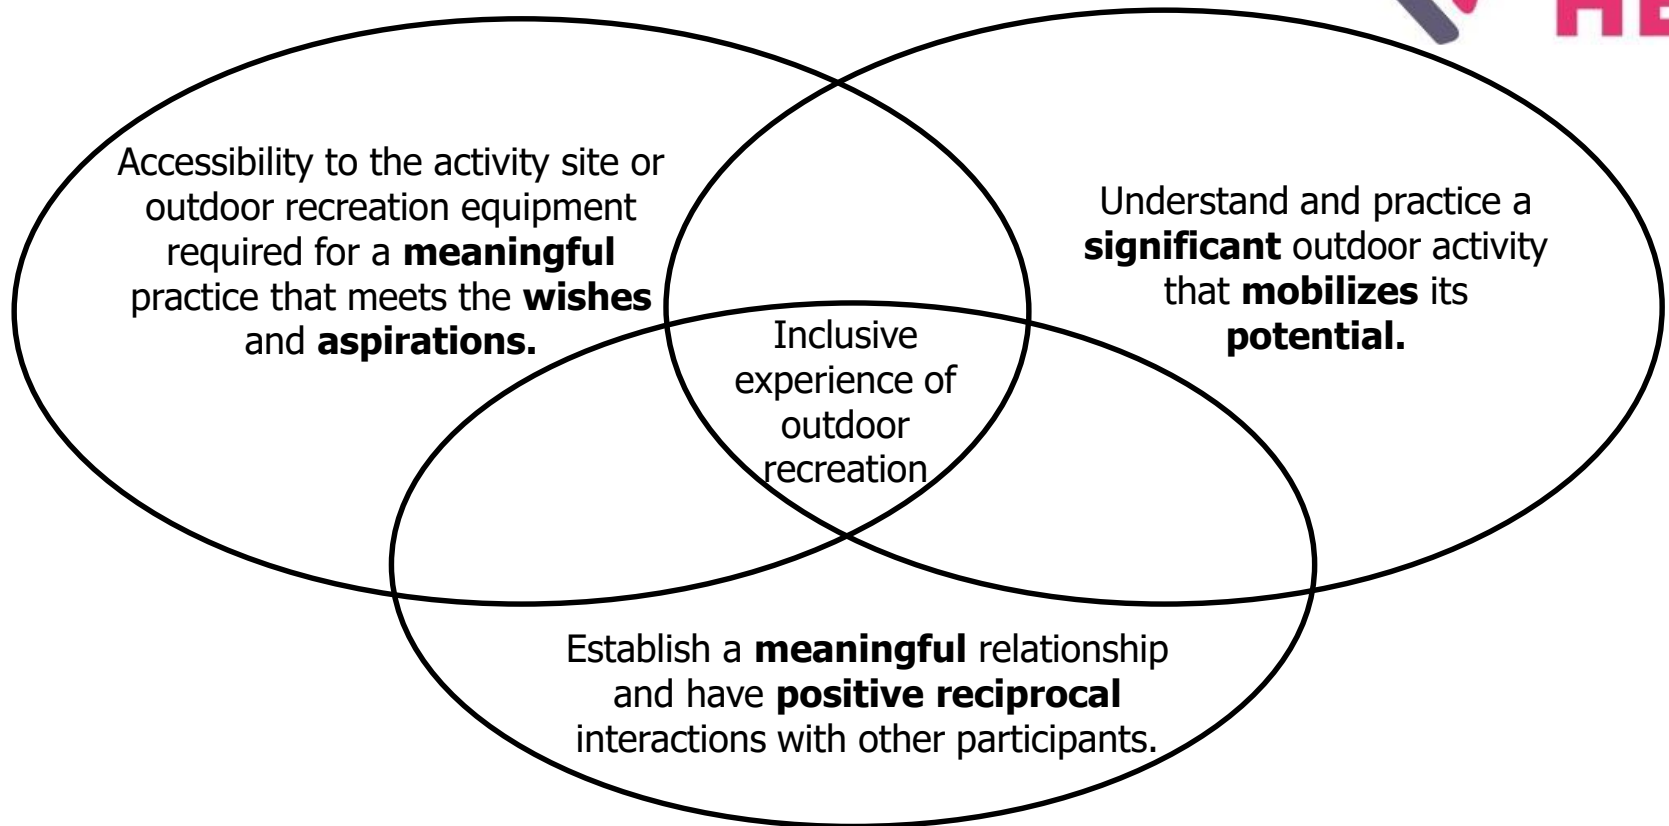 Accessibility to the activity site or
outdoor recreation equipment
required for a meaningful
practice that meets the wishes
and aspirations.
Understand and practice a
significant outdoor activity
that mobilizes its
potential.
Inclusive
experience of
outdoor
recreation
Establish a meaningful relationship
and have positive reciprocal
interactions with other participants.